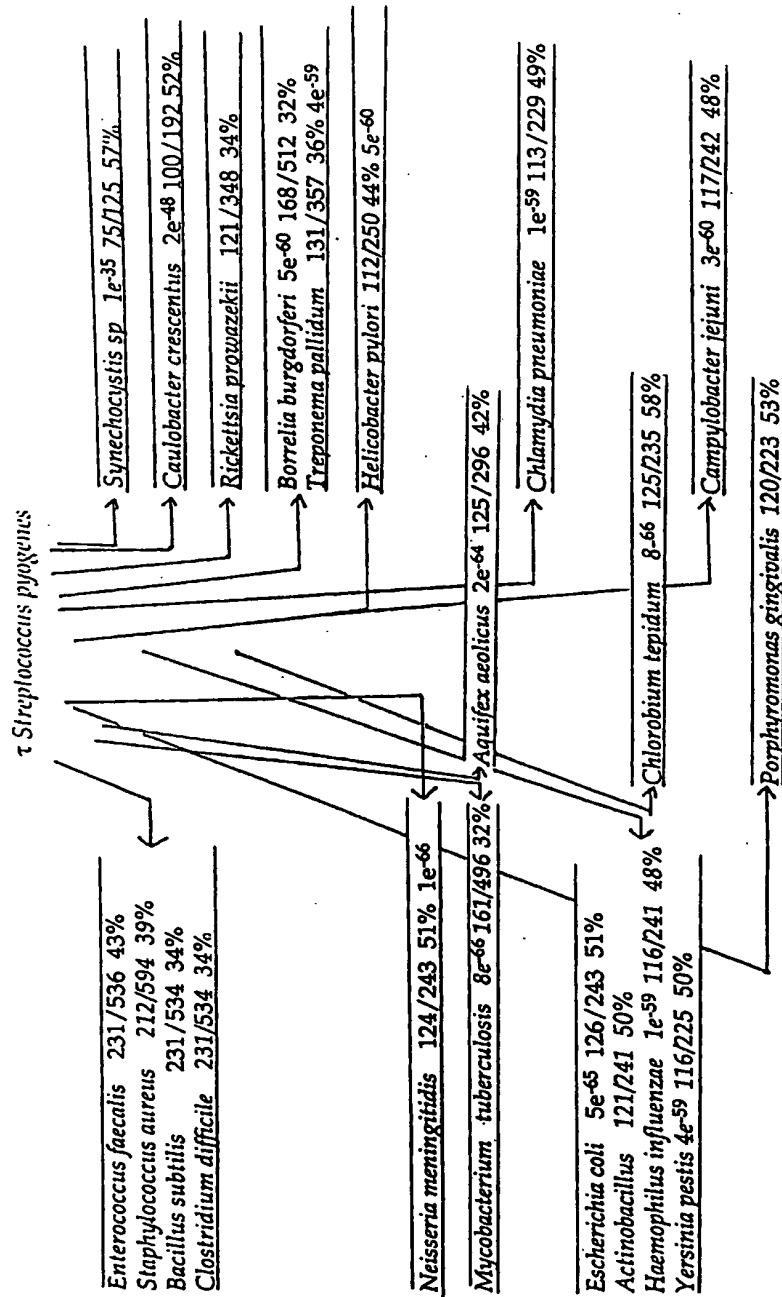 τ Streptococcus pyogenes
Enterococcus faecalis 231/536 43%
Staphylococcus aureus 212/594 39%
Bacillus subtilis 231/534 34%
Clostridium difficile 231/534 34%
Neisseria meningitidis 124/243 51% 1e-66
Mycobacterium tuberculosis 8e-66 161/496 32%
Escherichia coli 5e-65 126/243 51%
Actinobacillus 121/241 50%
Haemophilus influenzae 1e-59 116/241 48%
Yersinia pestis 4e-59 116/225 50%
Synechocystis sp 1e-35 75/125 57%
Caulobacter crescentus 2e-48 100/192 52%
Rickettsia prowazekii 121/348 34%
Borrelia burgdorferi 5e-60 168/512 32%
Treponema pallidum 131/357 36% 4e-59
Helicobacter pylori 112/250 44% 5e-60
Aquifex aeolicus 2e-64 125/296 42%
Chlamydia pneumoniae 1e-59 113/229 49%
Chlorobium tepidum 8-66 125/235 58%
Campylobacter jejuni 3e-60 117/242 48%
Porphyromonas gingivalis 120/223 53%